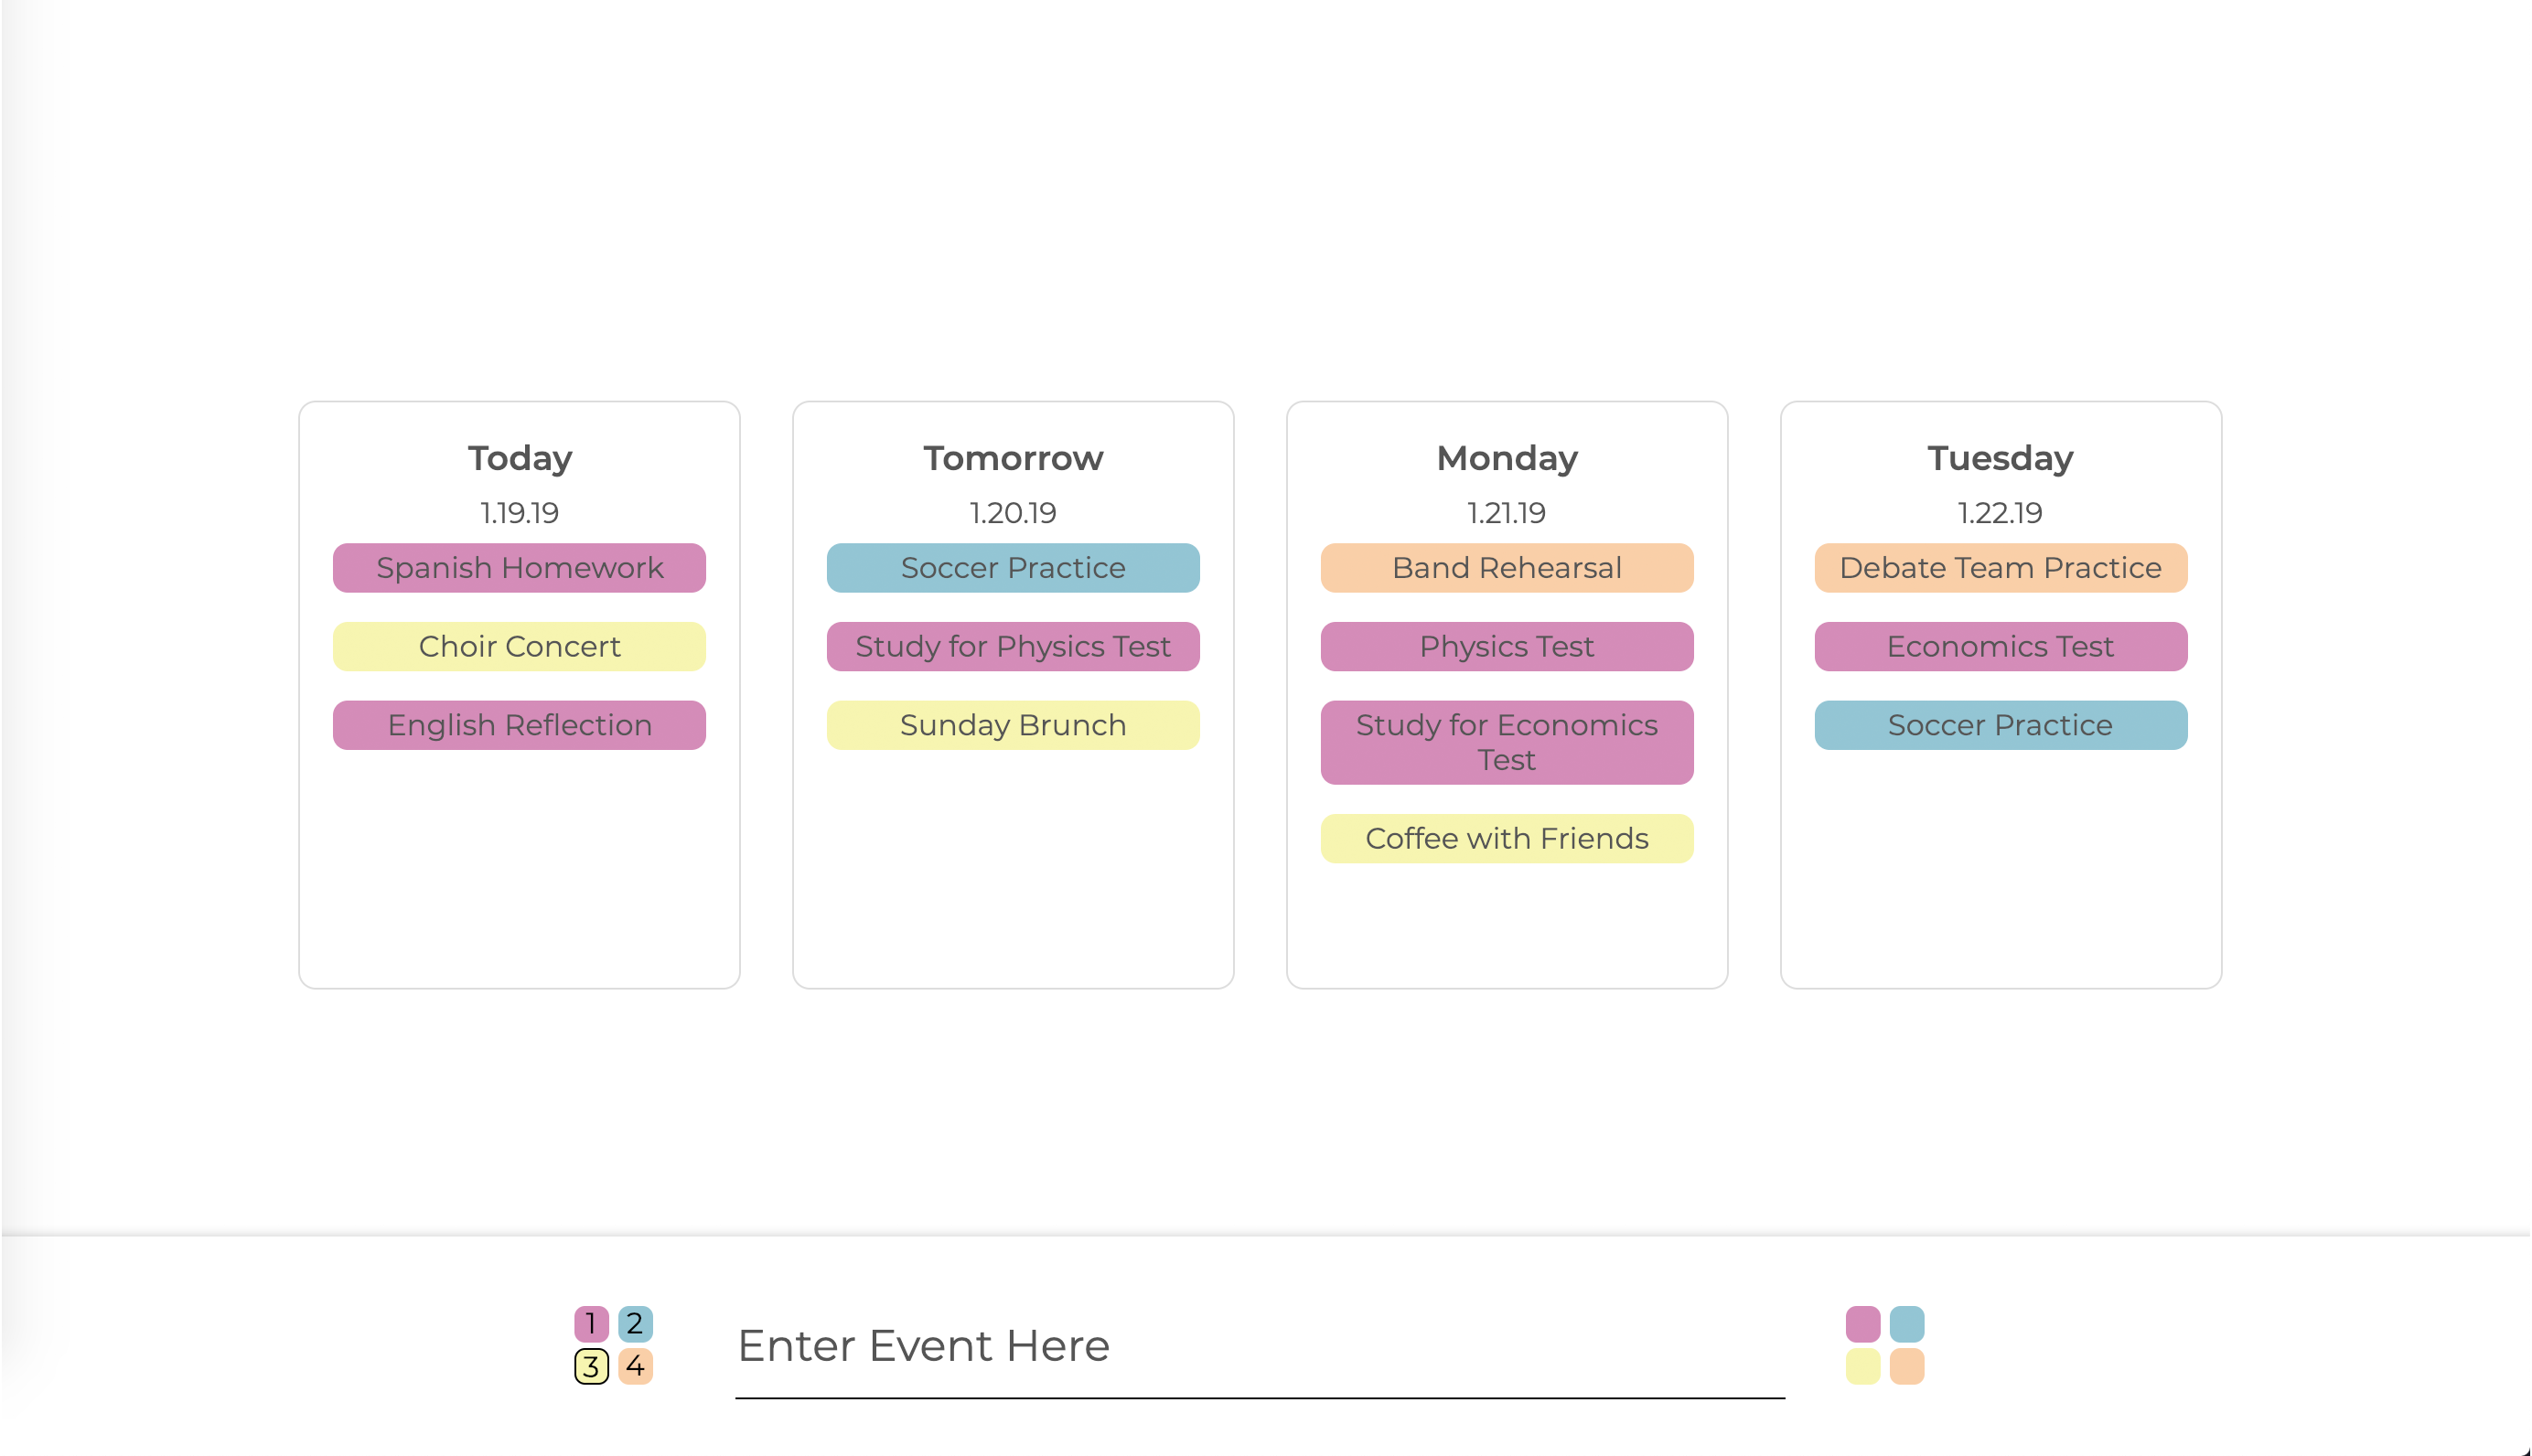 Today
1.19.19
Spanish Homework
Choir Concert
English Reflection
Tomorrow
1.20.19
Soccer Practice
Study for Physics Test
Sunday Brunch
Monday
1.21.19
Band Rehearsal
Physics Test
Study for Economics
Test
Coffee with Friends
Tuesday
1.22.19
Debate Team Practice
Economics Test
Soccer Practice
1 2
3 4
Enter Event Here